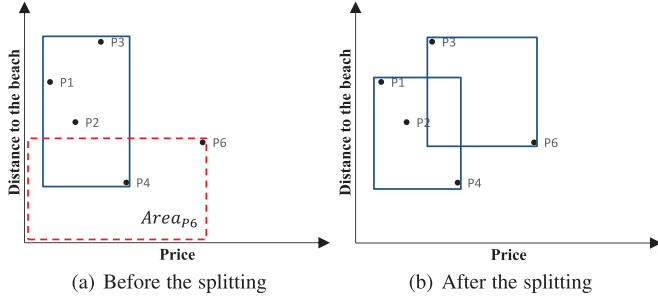 Distance to the beach
P3
P1
P2
P6
P4
Area_P6
Price
(a) Before the splitting
Distance to the beach
P3
P1
P2
P6
P4
Price
(b) After the splitting